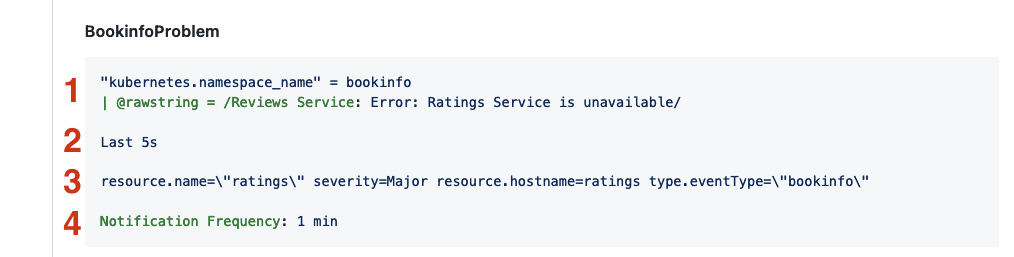 BookinfoProblem
1
"kubernetes.namespace_name" = bookinfo
| @rawstring = /Reviews Service: Error: Ratings Service is unavailable/
2
Last 5s
3
resource.name=\"ratings\" severity=Major resource.hostname=ratings type.eventType=\"bookinfo\"
4
Notification Frequency: 1 min